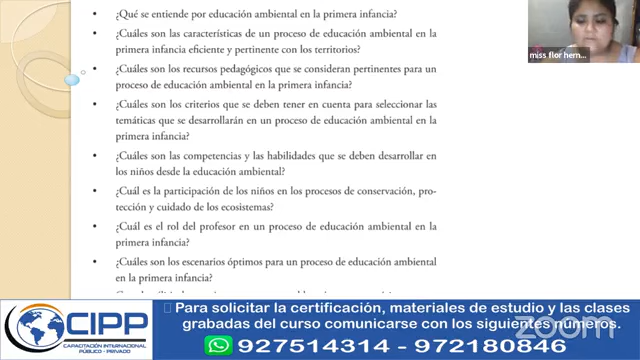 • ¿Qué se entiende por educación ambiental en la primera infancia?
• ¿Cuáles son las características de un proceso de educación ambiental en la
primera infancia eficiente y pertinente con los territorios?
• ¿Cuáles son los recursos pedagógicos que se consideran pertinentes para un
proceso de educación ambiental en la primera infancia?
• ¿Cuáles son los criterios que se deben tener en cuenta para seleccionar las
temáticas que se desarrollarán en un proceso de educación ambiental en la
primera infancia?
• ¿Cuáles son las competencias y las habilidades que se deben desarrollar en
los niños desde la educación ambiental?
• ¿Cuál es la participación de los niños en los procesos de conservación, pro-
tección y cuidado de los ecosistemas?
• ¿Cuál es el rol del profesor en un proceso de educación ambiental en la
primera infancia?
• ¿Cuáles son los escenarios óptimos para un proceso de educación ambiental
en la primera infancia?
miss flor hern...
zoom
CIPP
CAPACITACIÓN INTERNACIONAL
PÚBLICO - PRIVADO
Para solicitar la certificación, materiales de estudio y las clases
grabadas del curso comunicarse con los siguientes números.
927514314 - 972180846